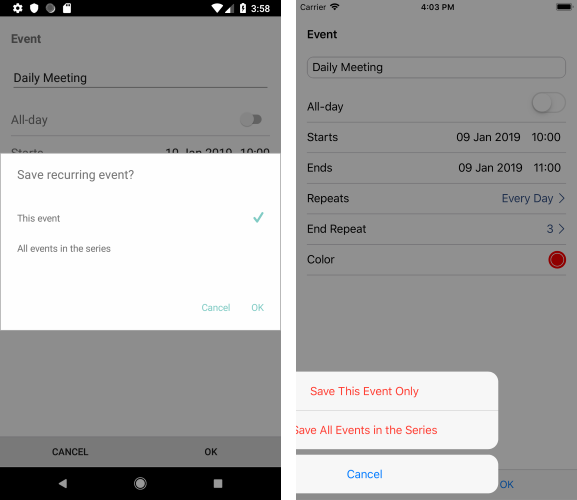 3:58
Event
Daily Meeting
All-day
Starts 10 Jan 2019 10:00
Save recurring event?
This event
All events in the series
Cancel OK
CANCEL OK
Carrier 4:03 PM
Event
Daily Meeting
All-day
Starts 09 Jan 2019 10:00
Ends 09 Jan 2019 11:00
Repeats Every Day
End Repeat 3
Color
Save This Event Only
Save All Events in the Series
Cancel
OK